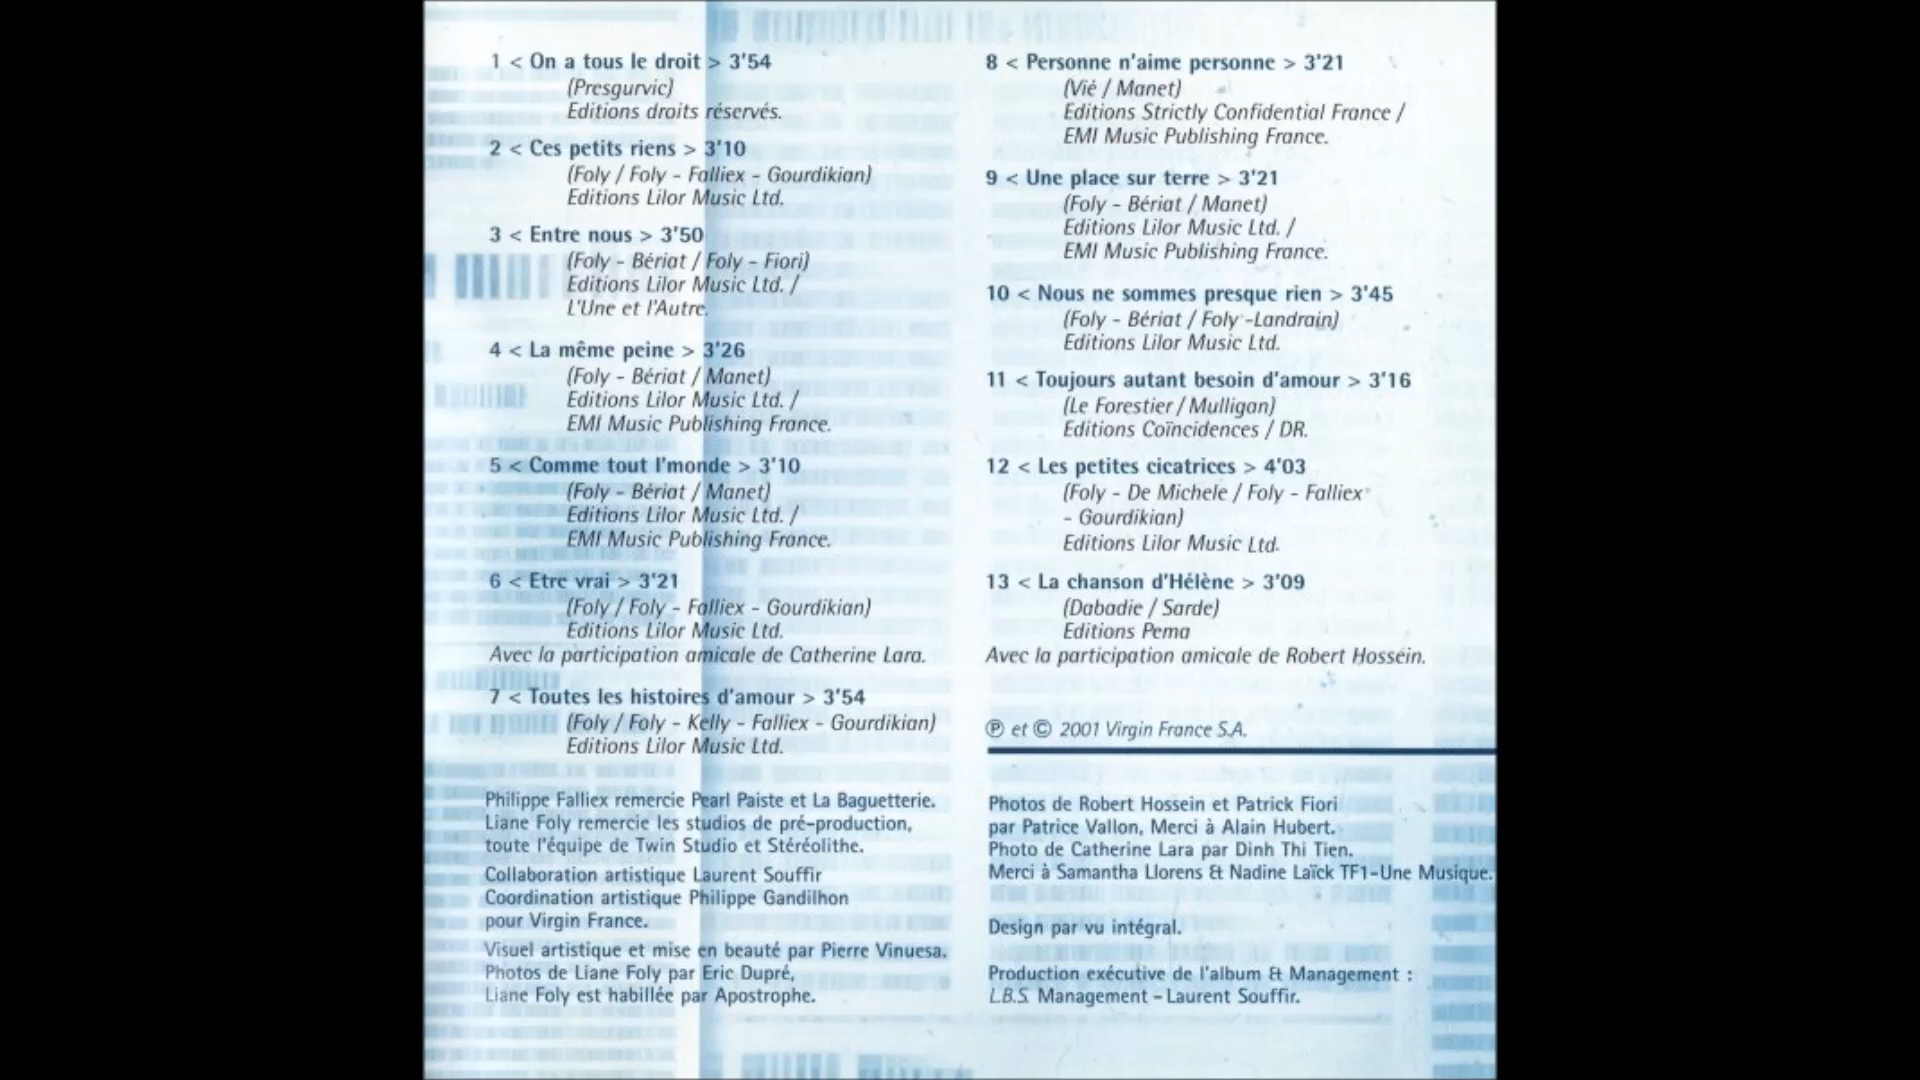 1 < On a tous le droit > 3'54
(Presgurvic)
Editions droits réservés.
2 < Ces petits riens > 3'10
(Foly / Foly - Falliex - Gourdikian)
Editions Lilor Music Ltd.
3 < Entre nous > 3'50
(Foly - Bériat / Foly - Fiori)
Editions Lilor Music Ltd. /
L'Une et l'Autre.
4 < La même peine > 3'26
(Foly - Bériat / Manet)
Editions Lilor Music Ltd. /
EMI Music Publishing France.
5 < Comme tout l'monde > 3'10
(Foly - Bériat / Manet)
Editions Lilor Music Ltd. /
EMI Music Publishing France.
6 < Etre vrai > 3'21
(Foly / Foly - Falliex - Gourdikian)
Editions Lilor Music Ltd.
Avec la participation amicale de Catherine Lara.
7 < Toutes les histoires d'amour > 3'54
(Foly / Foly - Kelly - Falliex - Gourdikian)
Editions Lilor Music Ltd.
Philippe Falliex remercie Pearl Paiste et La Baguetterie.
Liane Foly remercie les studios de pré-production,
toute l'équipe de Twin Studio et Stéréolithe.
Collaboration artistique Laurent Souffir
Coordination artistique Philippe Gandilhon
pour Virgin France.
Visuel artistique et mise en beauté par Pierre Vinuesa.
Photos de Liane Foly par Eric Dupré,
Liane Foly est habillée par Apostrophe.
8 < Personne n'aime personne > 3'21
(Vié / Manet)
Editions Strictly Confidential France /
EMI Music Publishing France.
9 < Une place sur terre > 3'21
(Foly - Bériat / Manet)
Editions Lilor Music Ltd. /
EMI Music Publishing France.
10 < Nous ne sommes presque rien > 3'45
(Foly - Bériat / Foly -Landrain)
Editions Lilor Music Ltd.
11 < Toujours autant besoin d'amour > 3'16
(Le Forestier / Mulligan)
Editions Coïncidences / DR.
12 < Les petites cicatrices > 4'03
(Foly - De Michele / Foly - Falliex
- Gourdikian)
Editions Lilor Music Ltd.
13 < La chanson d'Hélène > 3'09
(Dabadie / Sarde)
Editions Pema
Avec la participation amicale de Robert Hossein.
℗ et © 2001 Virgin France S.A.
Photos de Robert Hossein et Patrick Fiori
par Patrice Vallon, Merci à Alain Hubert.
Photo de Catherine Lara par Dinh Thi Tien.
Merci à Samantha Llorens & Nadine Laïck TF1-Une Musique.
Design par vu intégral.
Production exécutive de l'album & Management :
L.B.S. Management - Laurent Souffir.